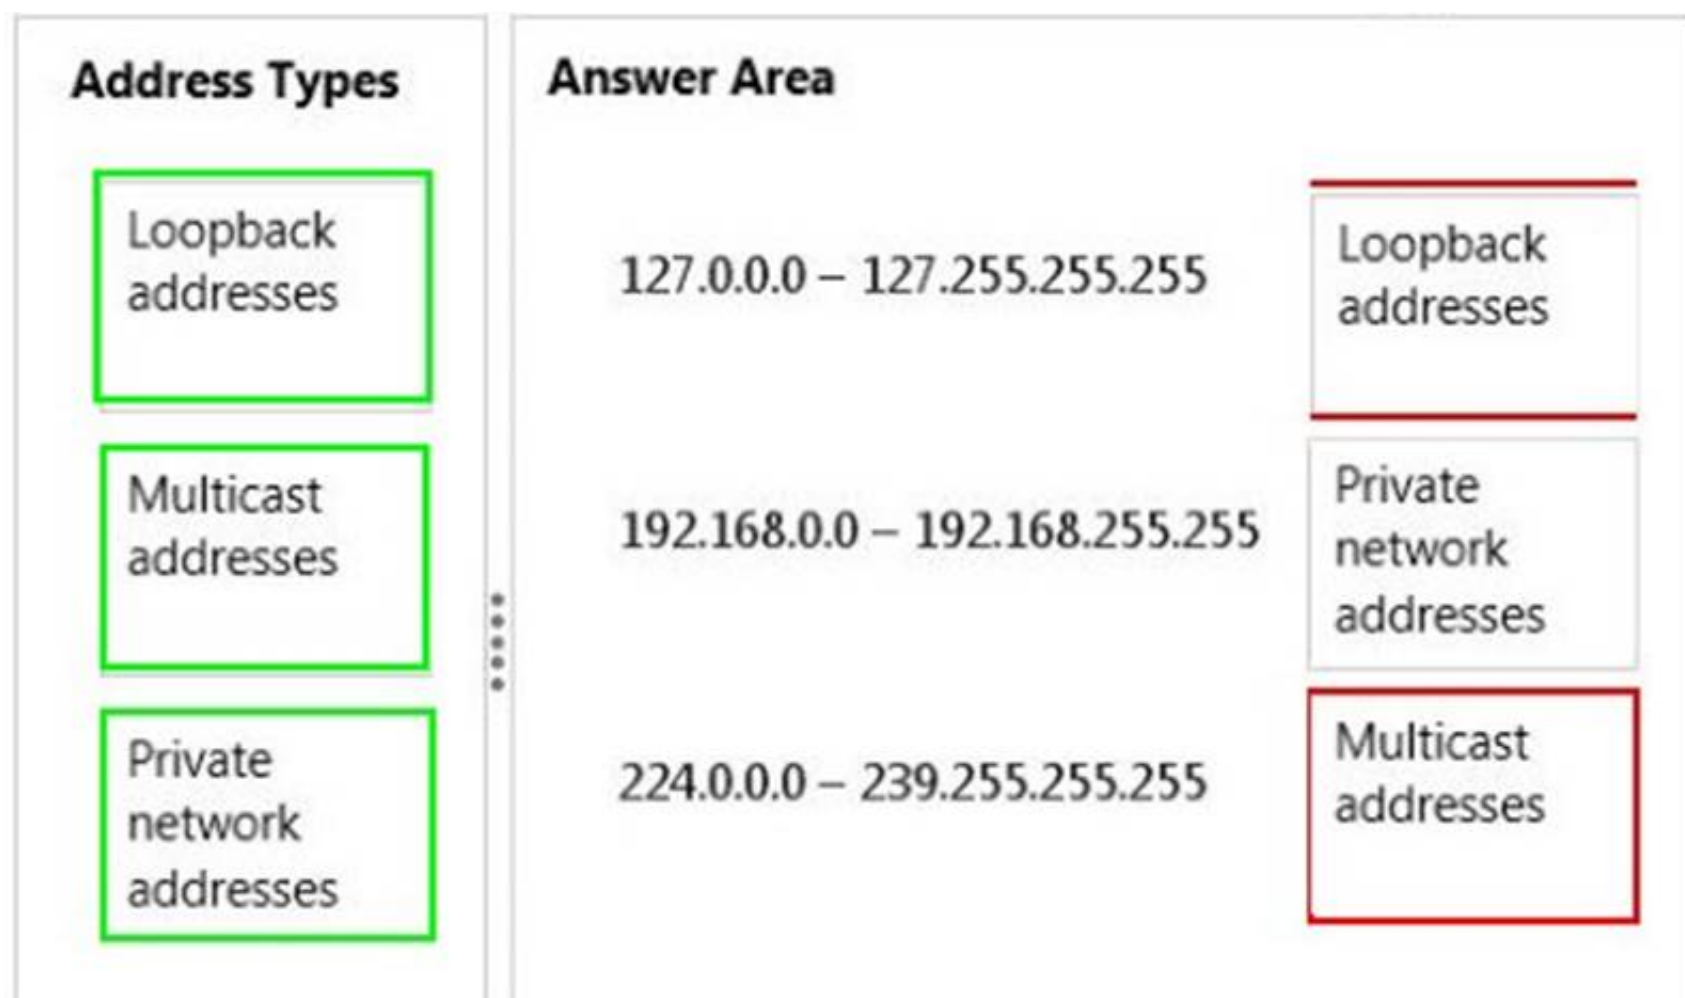 Address Types
Loopback
addresses
Multicast
addresses
Private
network
addresses
Answer Area
127.0.0.0 – 127.255.255.255
Loopback
addresses
192.168.0.0 – 192.168.255.255
Private
network
addresses
224.0.0.0 – 239.255.255.255
Multicast
addresses